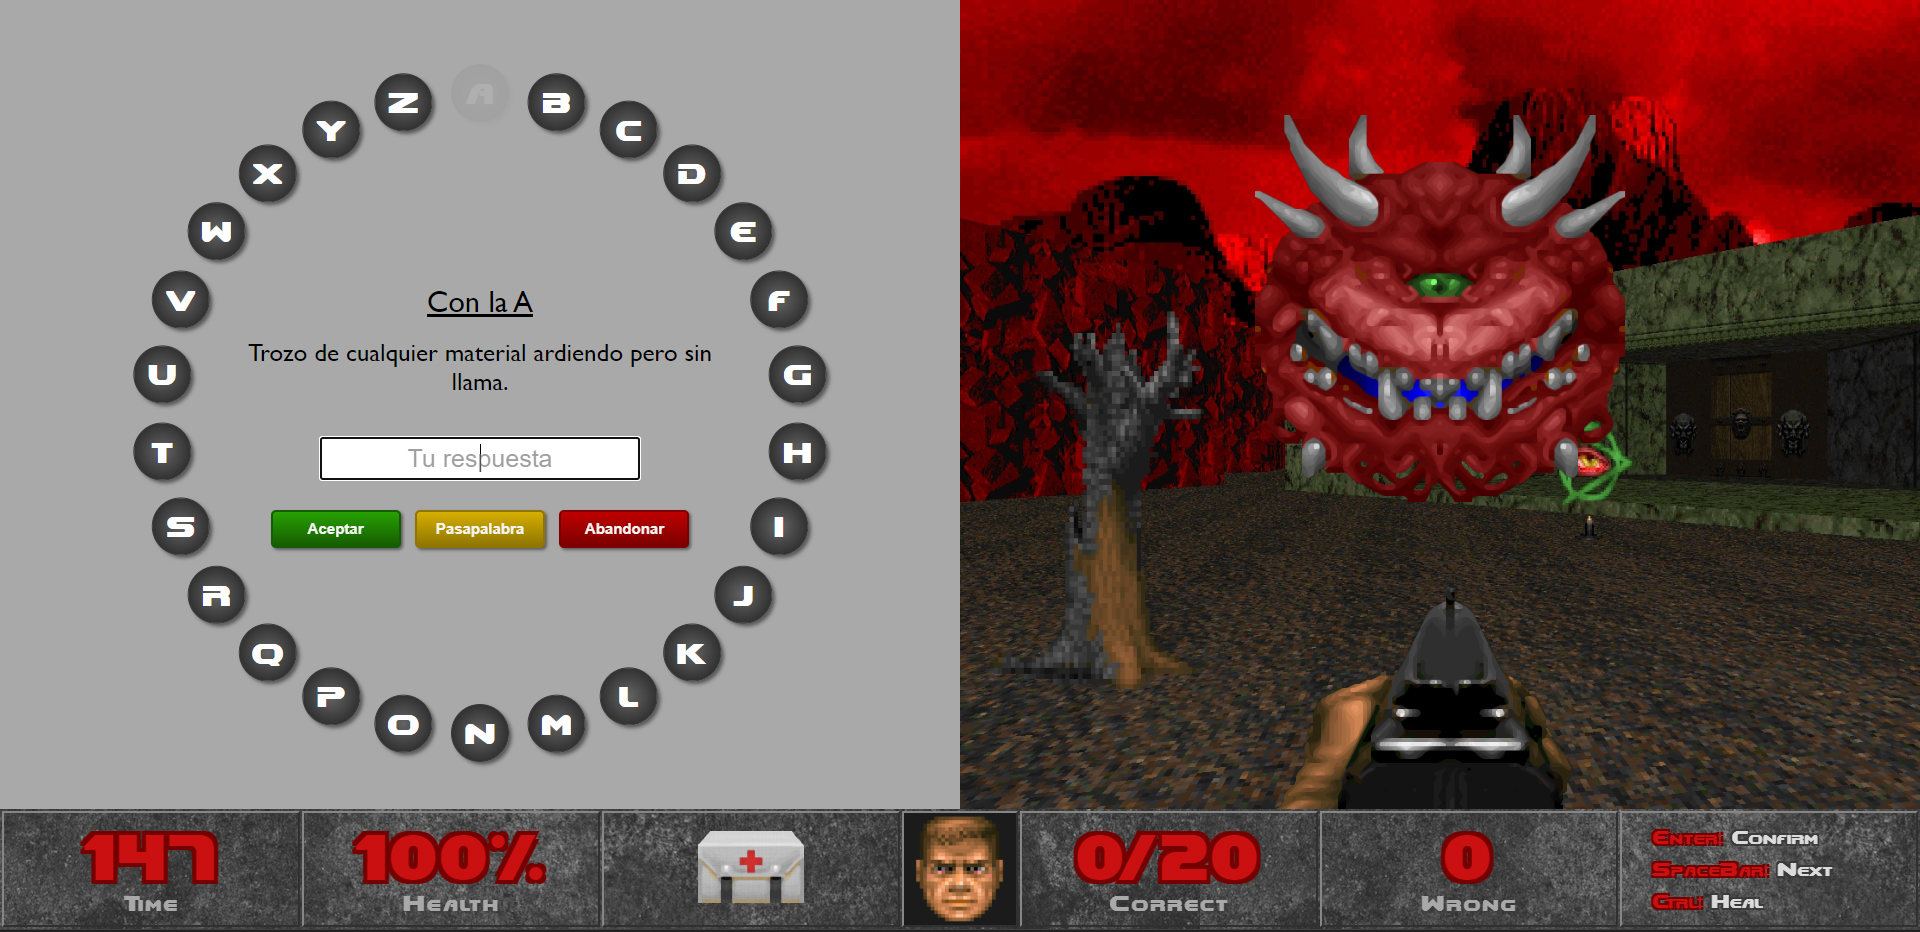 A
B
C
D
E
F
G
H
I
J
K
L
M
N
O
P
Q
R
S
T
U
V
W
X
Y
Z
Con la A
Trozo de cualquier material ardiendo pero sin
llama.
Tu respuesta
Aceptar Pasapalabra Abandonar
147 100% 0/20 0
Time Health Correct Wrong
Enter: Confirm
SpaceBar: Next
Ctrl: Heal